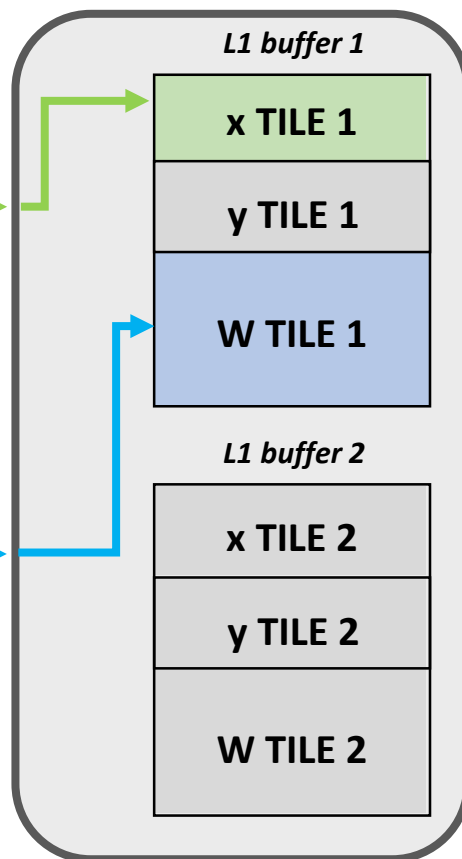 L1 buffer 1
x TILE 1
y TILE 1
W TILE 1
L1 buffer 2
x TILE 2
y TILE 2
W TILE 2